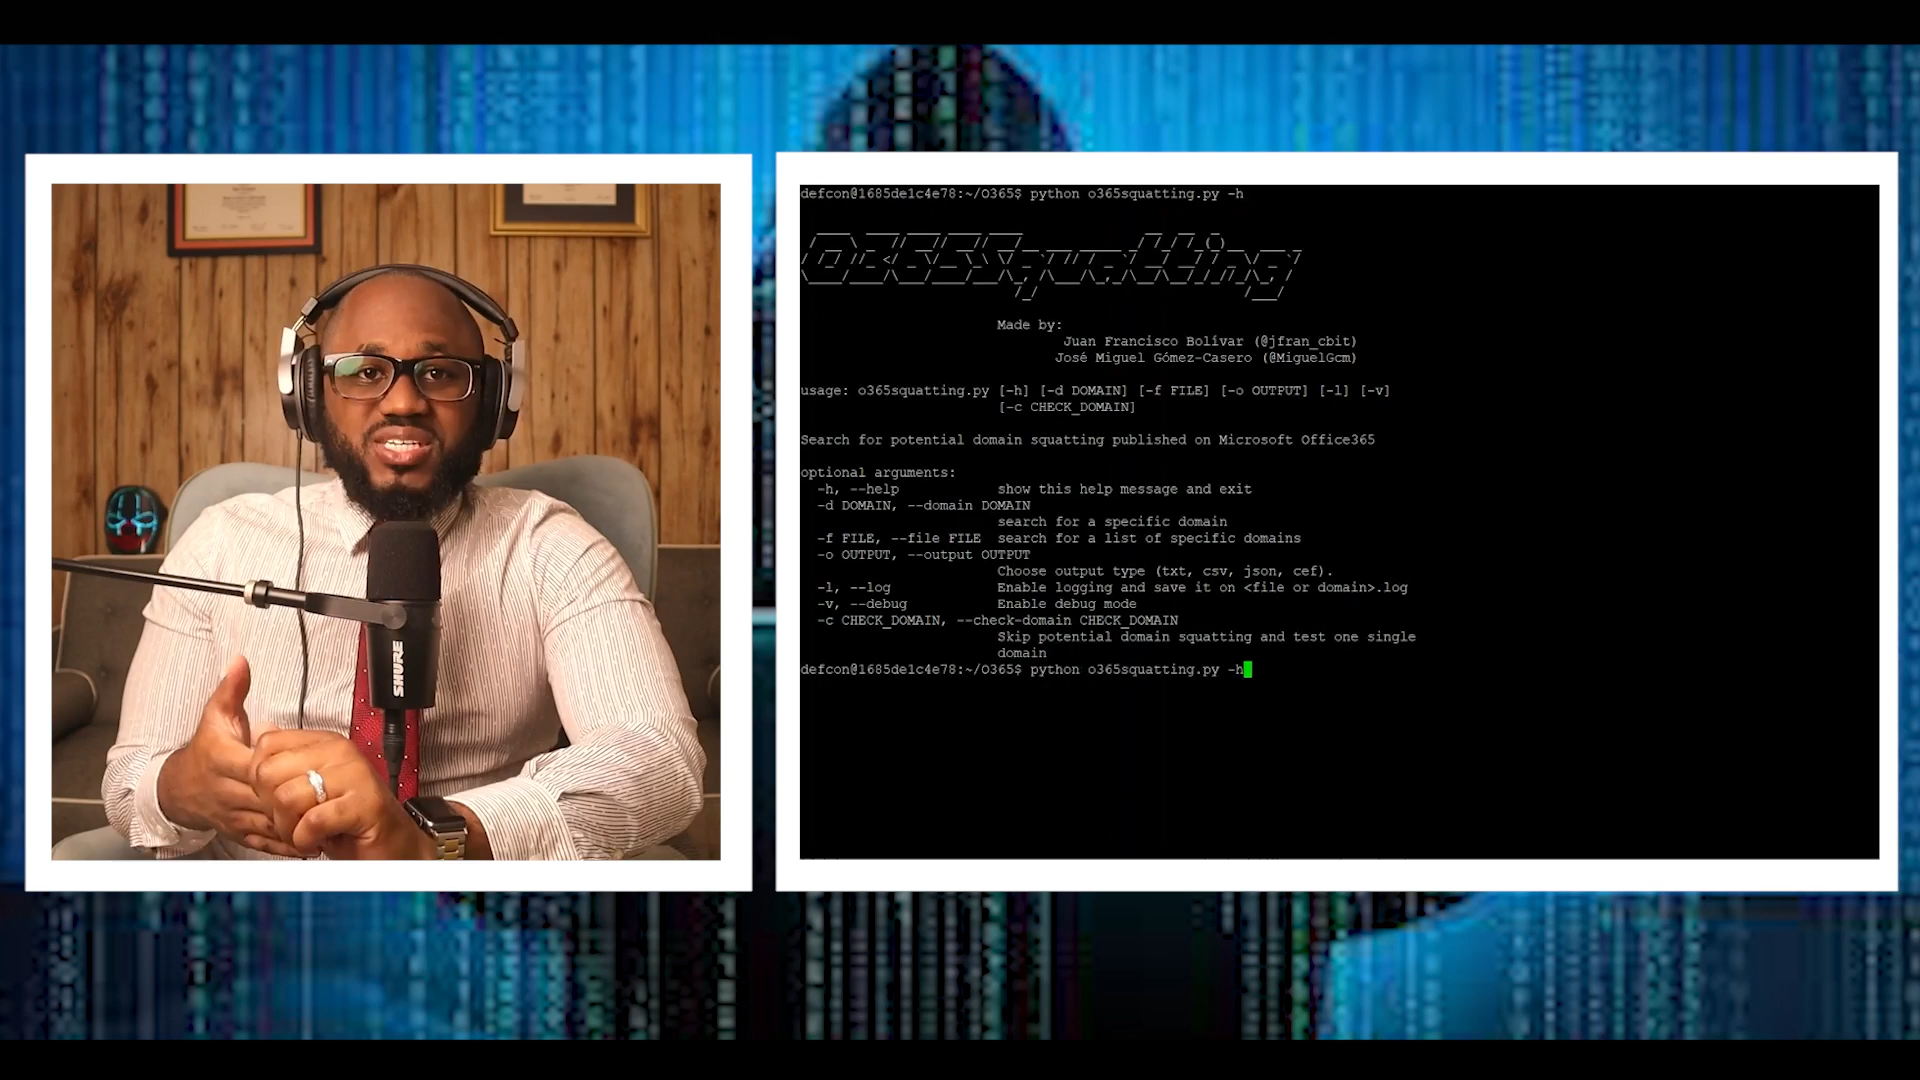 SHURE
defcon@1685de1c4e78:~/O365$ python o365squatting.py -h
O365Squatting
Made by:
Juan Francisco Bolívar (@jfran_cbit)
José Miguel Gómez-Casero (@MiguelGcm)
usage: o365squatting.py [-h] [-d DOMAIN] [-f FILE] [-o OUTPUT] [-l] [-v]
[-c CHECK_DOMAIN]
Search for potential domain squatting published on Microsoft Office365
optional arguments:
-h, --help show this help message and exit
-d DOMAIN, --domain DOMAIN
search for a specific domain
-f FILE, --file FILE search for a list of specific domains
-o OUTPUT, --output OUTPUT
Choose output type (txt, csv, json, cef).
-l, --log Enable logging and save it on <file or domain>.log
-v, --debug Enable debug mode
-c CHECK_DOMAIN, --check-domain CHECK_DOMAIN
Skip potential domain squatting and test one single
domain
defcon@1685de1c4e78:~/O365$ python o365squatting.py -h